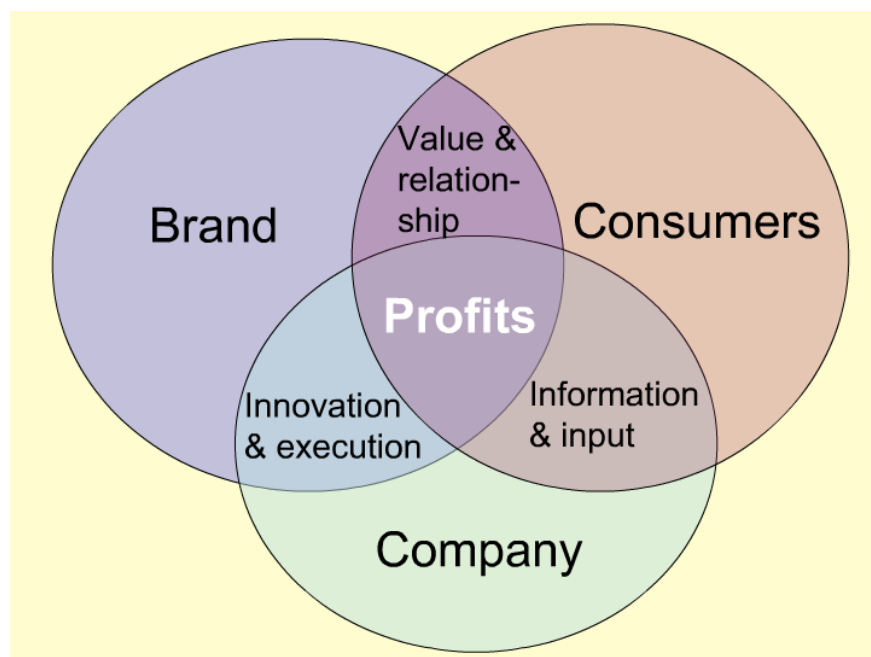 Value &
relation-
ship
Brand
Consumers
Profits
Innovation
& execution
Information
& input
Company